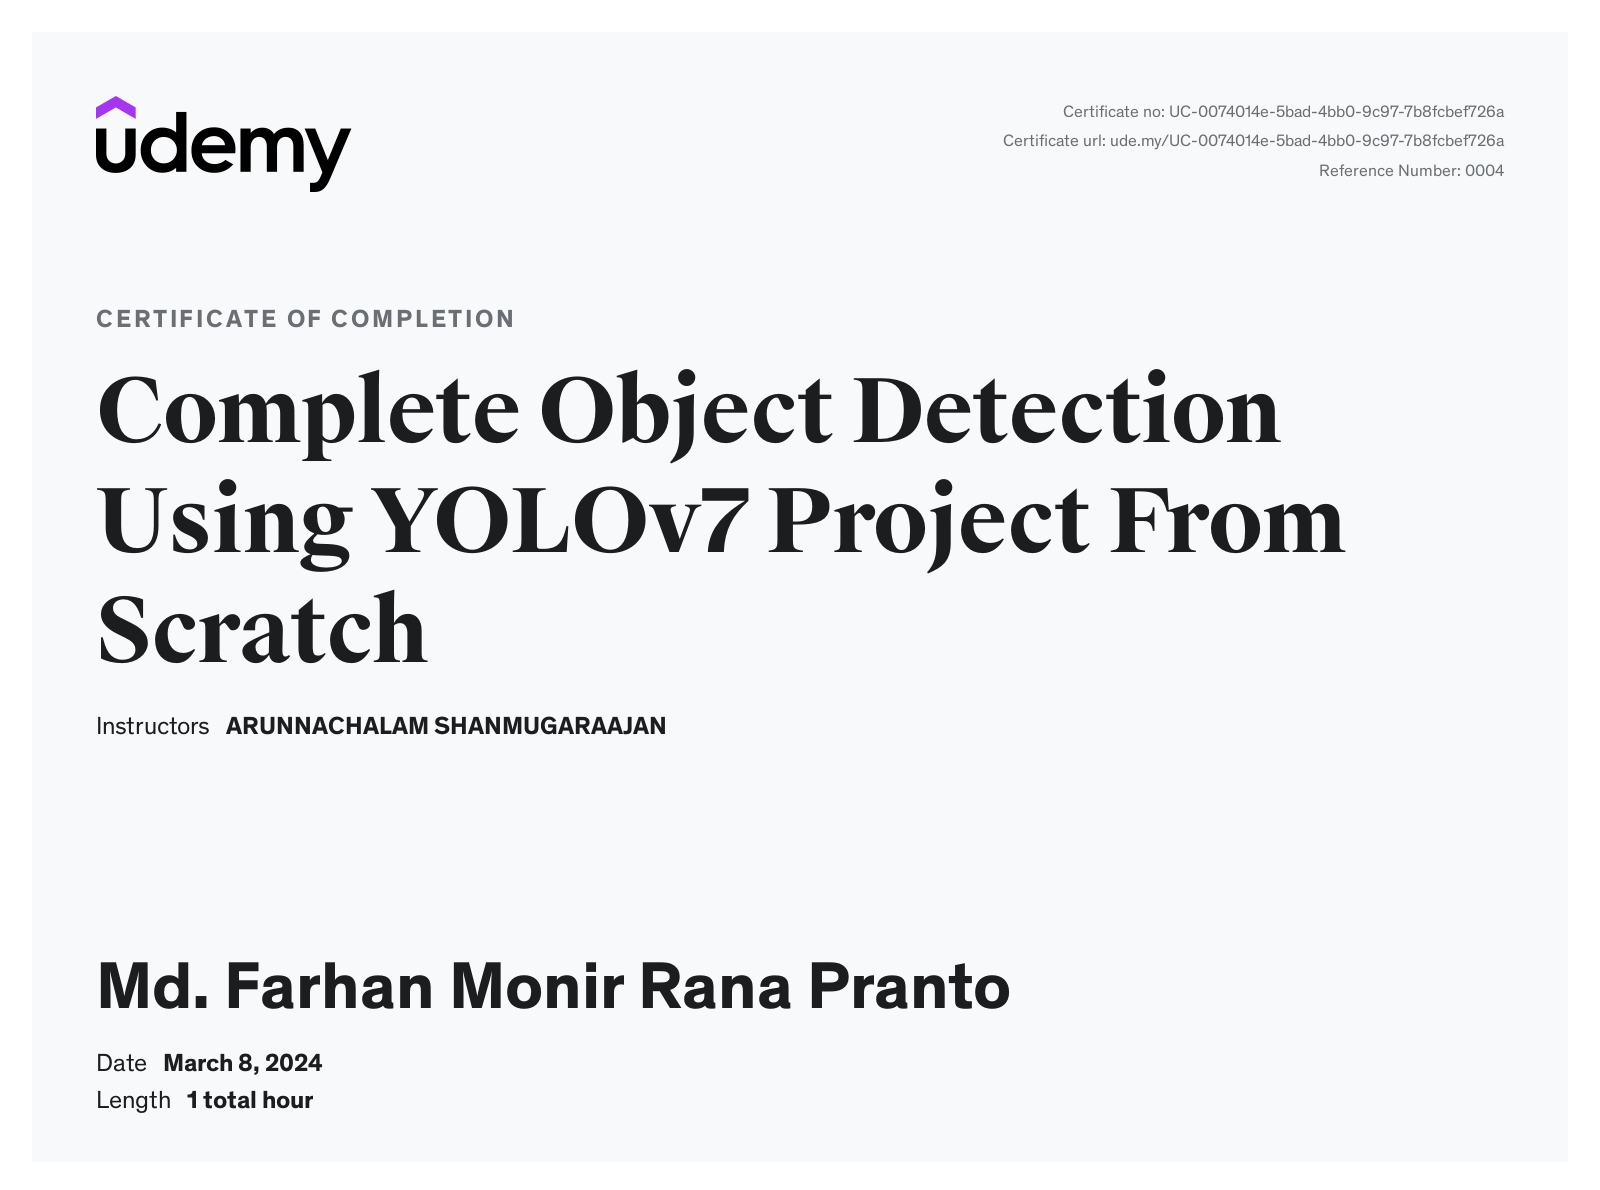 udemy
Certificate no: UC-0074014e-5bad-4bb0-9c97-7b8fcbef726a
Certificate url: ude.my/UC-0074014e-5bad-4bb0-9c97-7b8fcbef726a
Reference Number: 0004
CERTIFICATE OF COMPLETION
Complete Object Detection
Using YOLOv7 Project From
Scratch
Instructors ARUNNACHALAM SHANMUGARAAJAN
Md. Farhan Monir Rana Pranto
Date March 8, 2024
Length 1 total hour